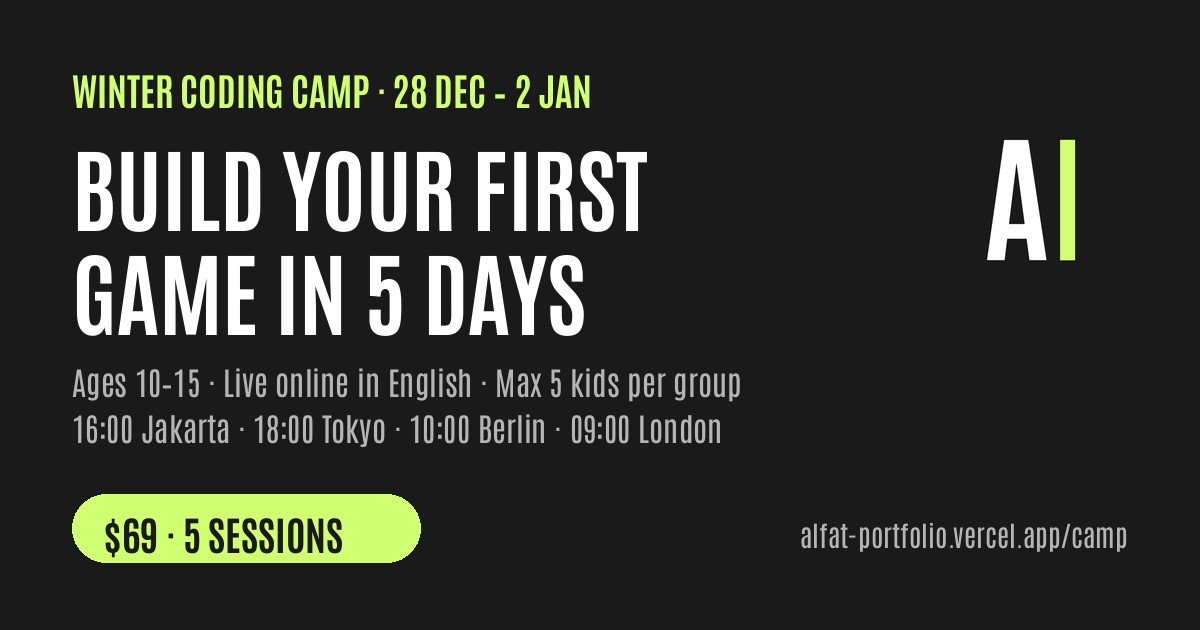 WINTER CODING CAMP · 28 DEC – 2 JAN
BUILD YOUR FIRST
GAME IN 5 DAYS
AI
Ages 10–15 · Live online in English · Max 5 kids per group
16:00 Jakarta · 18:00 Tokyo · 10:00 Berlin · 09:00 London
$69 · 5 SESSIONS
alfat-portfolio.vercel.app/camp